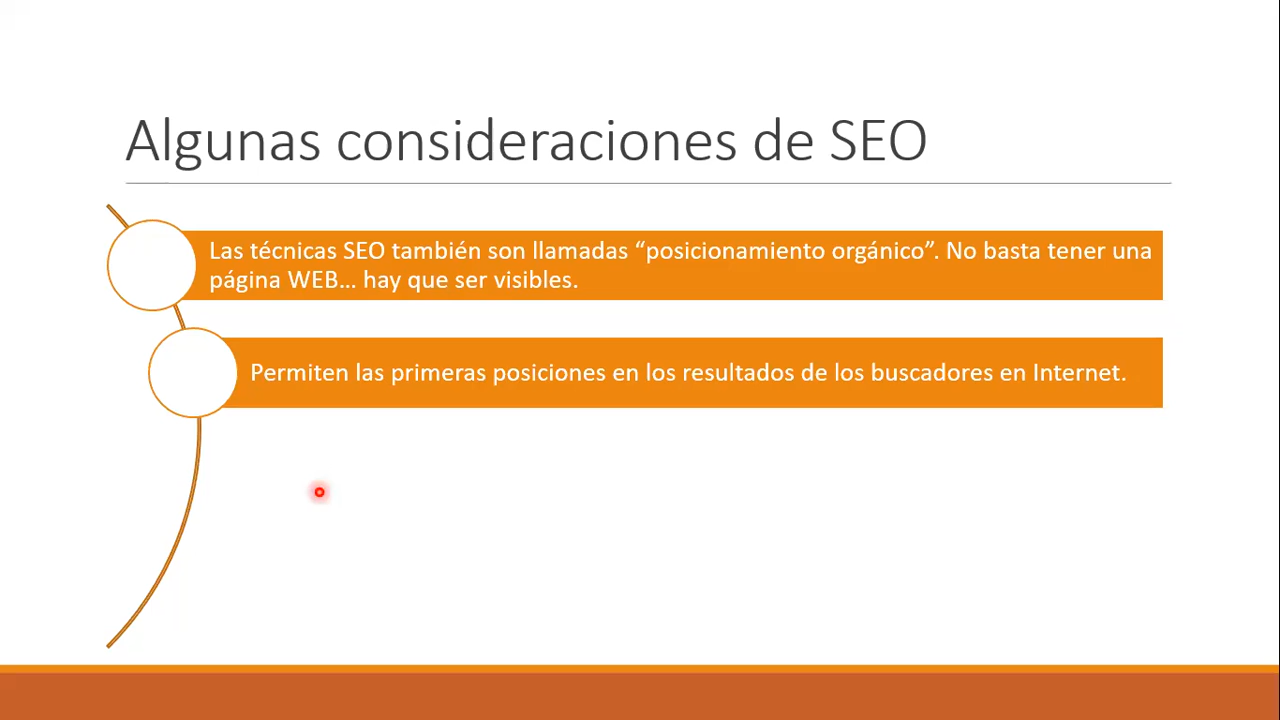 Algunas consideraciones de SEO
Las técnicas SEO también son llamadas “posicionamiento orgánico”. No basta tener una
página WEB... hay que ser visibles.
Permiten las primeras posiciones en los resultados de los buscadores en Internet.